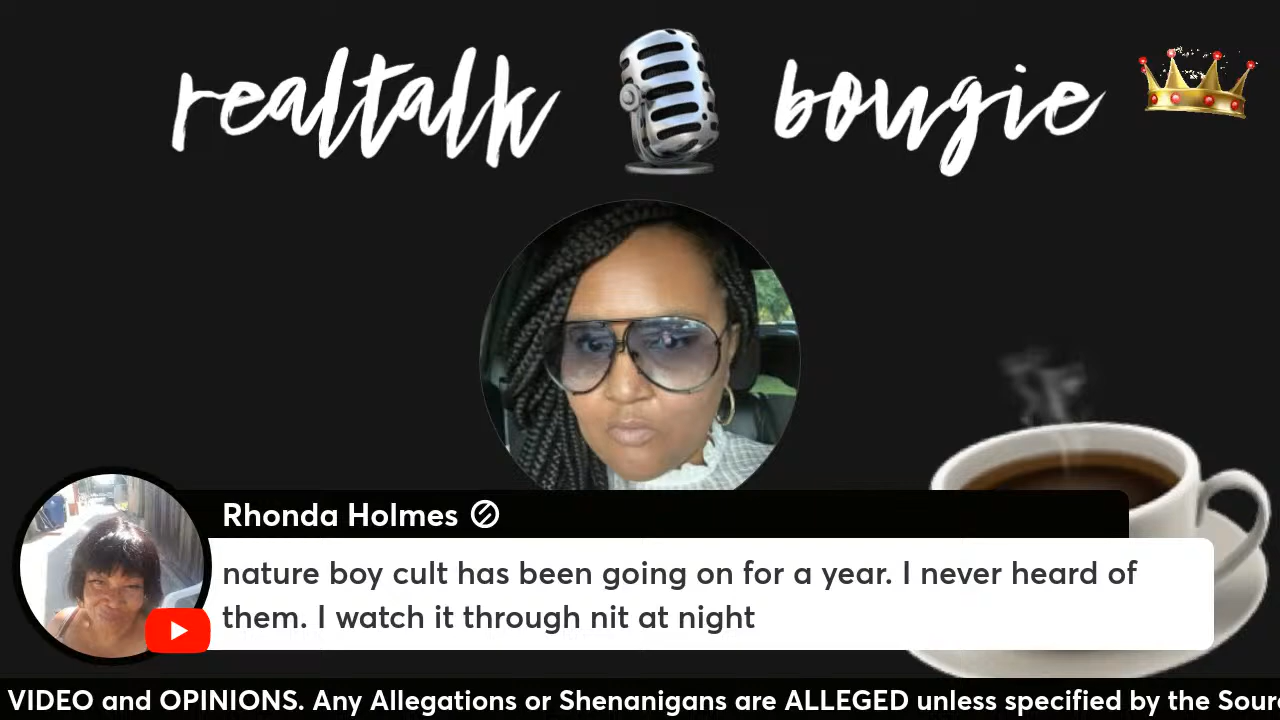 realtalk bougie
Rhonda Holmes
nature boy cult has been going on for a year. I never heard of
them. I watch it through nit at night
VIDEO and OPINIONS. Any Allegations or Shenanigans are ALLEGED unless specified by the Sour